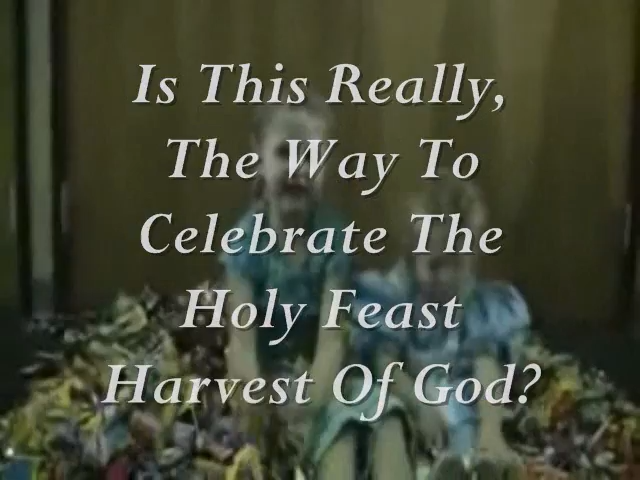 Is This Really,
The Way To
Celebrate The
Holy Feast
Harvest Of God?